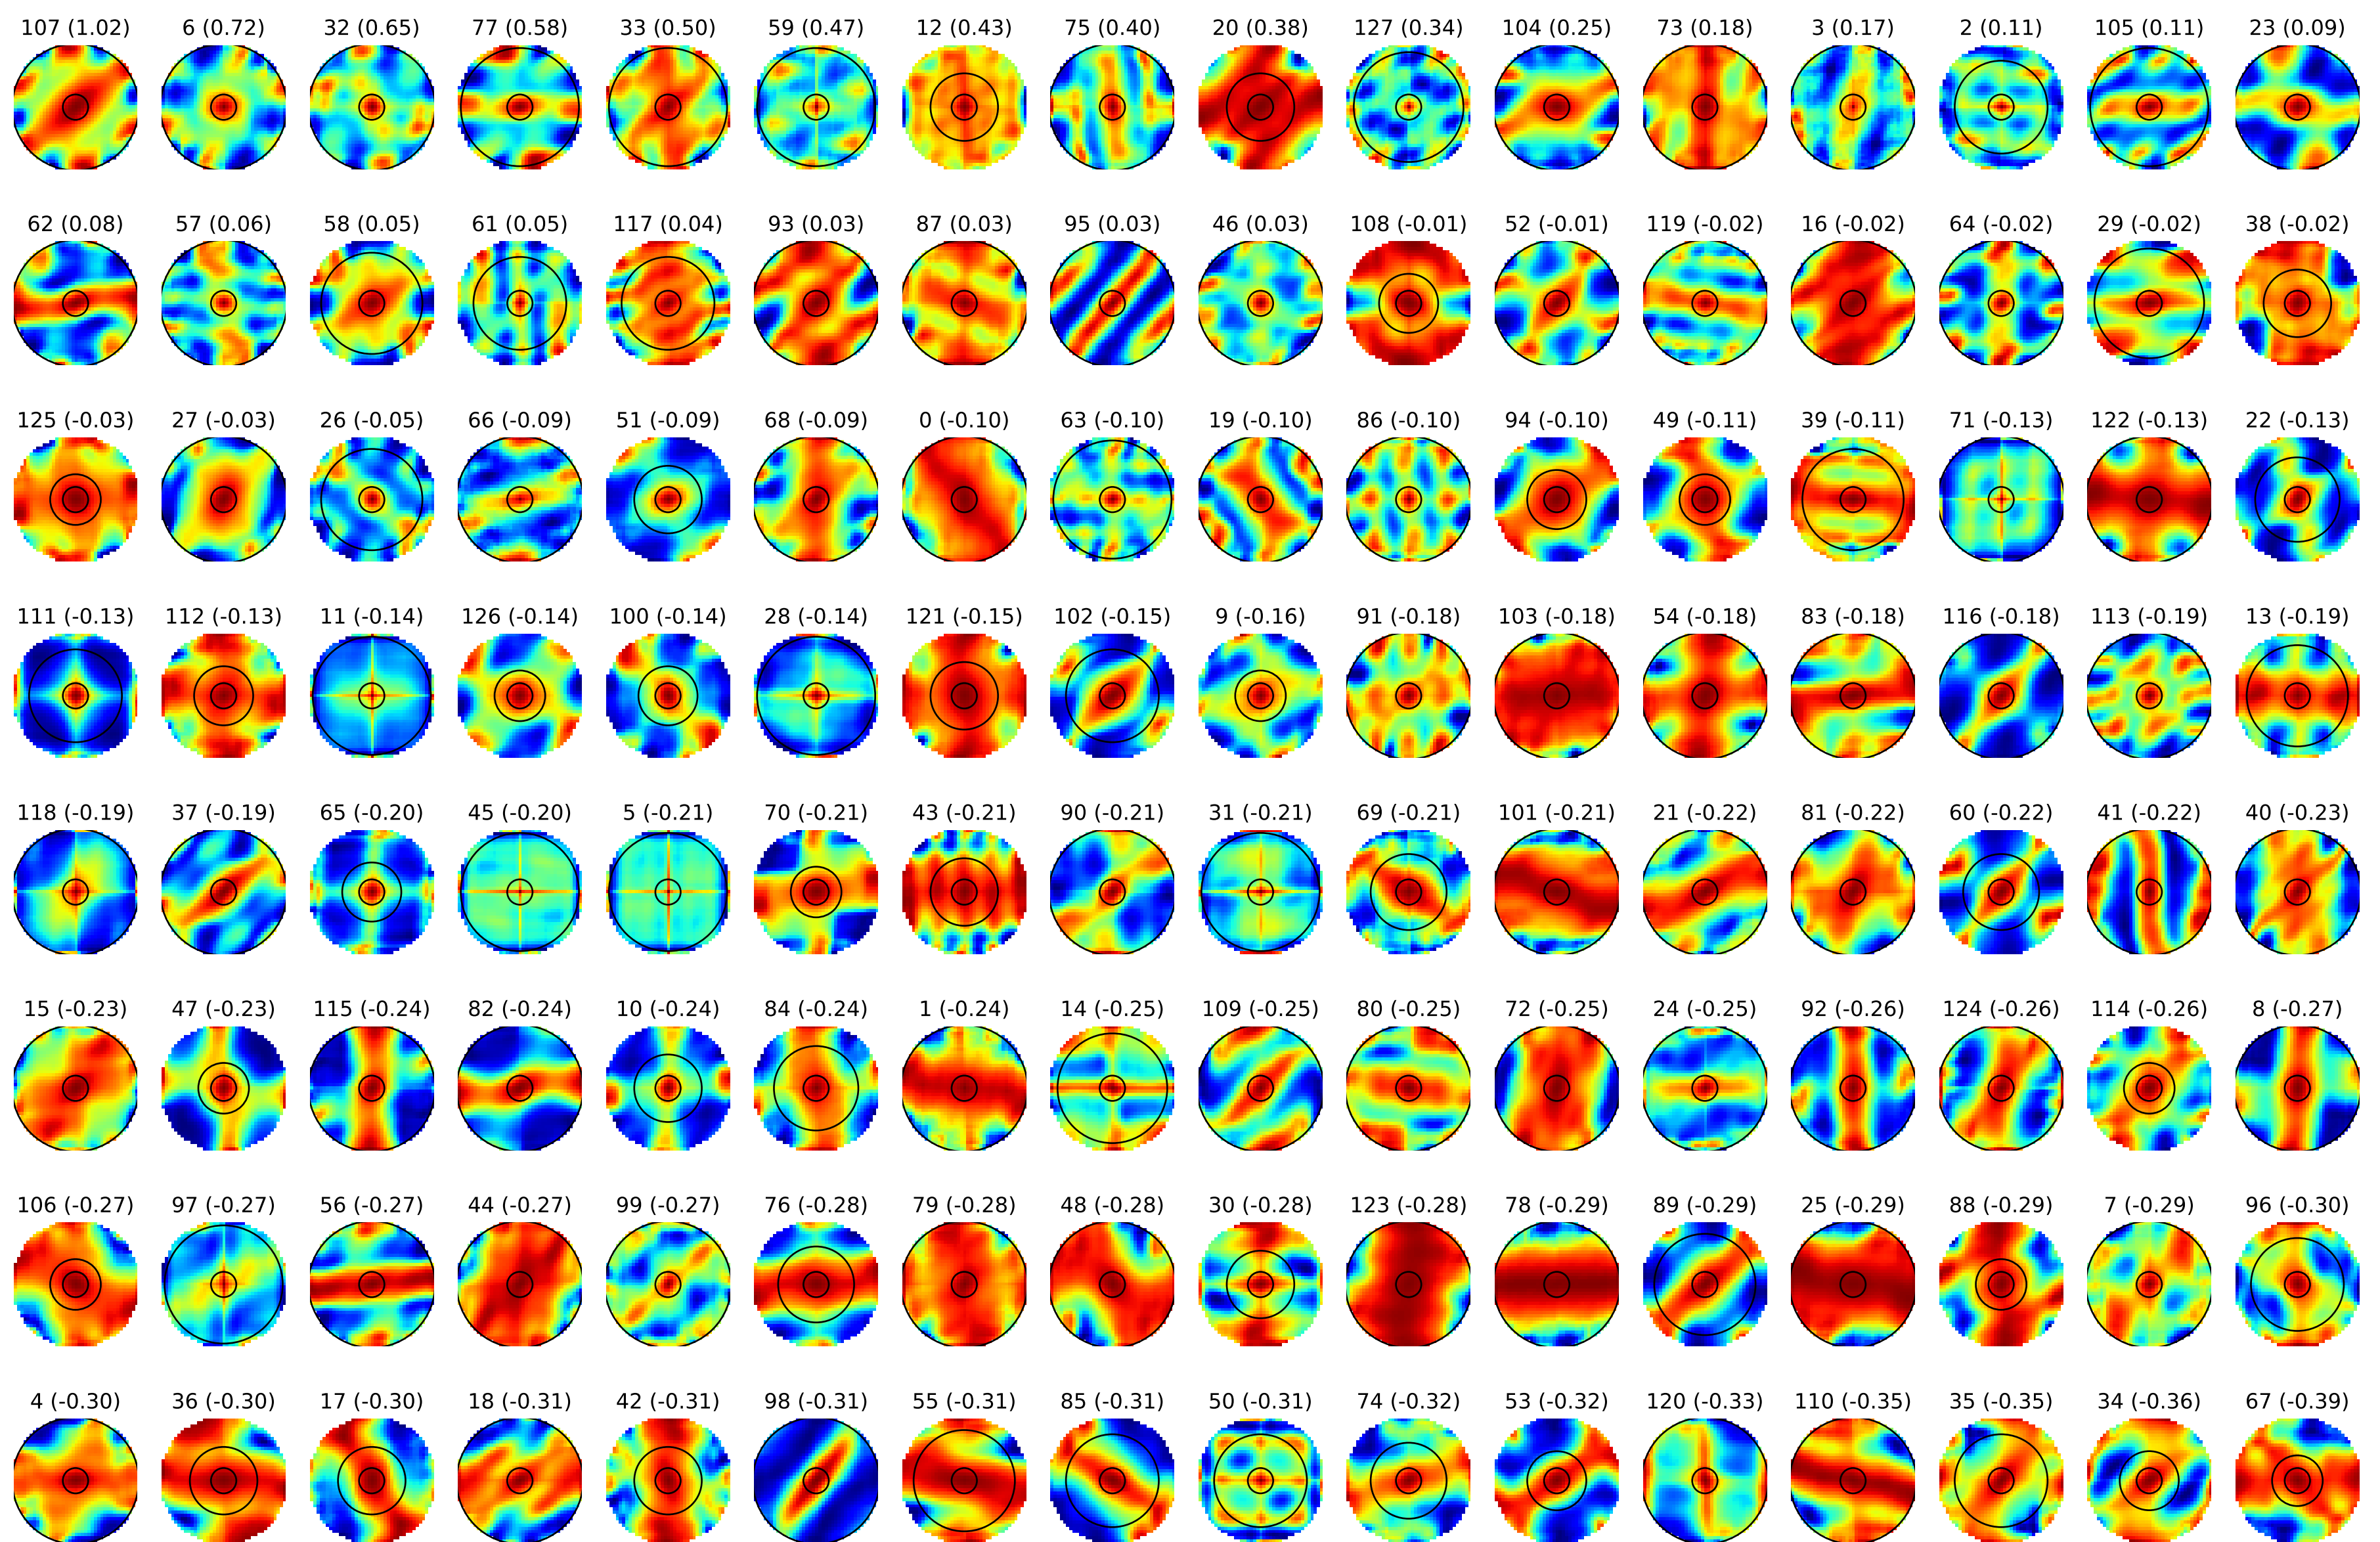 107 (1.02) 6 (0.72) 32 (0.65) 77 (0.58) 33 (0.50) 59 (0.47) 12 (0.43) 75 (0.40) 20 (0.38) 127 (0.34) 104 (0.25) 73 (0.18) 3 (0.17) 2 (0.11) 105 (0.11) 23 (0.09)
62 (0.08) 57 (0.06) 58 (0.05) 61 (0.05) 117 (0.04) 93 (0.03) 87 (0.03) 95 (0.03) 46 (0.03) 108 (-0.01) 52 (-0.01) 119 (-0.02) 16 (-0.02) 64 (-0.02) 29 (-0.02) 38 (-0.02)
125 (-0.03) 27 (-0.03) 26 (-0.05) 66 (-0.09) 51 (-0.09) 68 (-0.09) 0 (-0.10) 63 (-0.10) 19 (-0.10) 86 (-0.10) 94 (-0.10) 49 (-0.11) 39 (-0.11) 71 (-0.13) 122 (-0.13) 22 (-0.13)
111 (-0.13) 112 (-0.13) 11 (-0.14) 126 (-0.14) 100 (-0.14) 28 (-0.14) 121 (-0.15) 102 (-0.15) 9 (-0.16) 91 (-0.18) 103 (-0.18) 54 (-0.18) 83 (-0.18) 116 (-0.18) 113 (-0.19) 13 (-0.19)
118 (-0.19) 37 (-0.19) 65 (-0.20) 45 (-0.20) 5 (-0.21) 70 (-0.21) 43 (-0.21) 90 (-0.21) 31 (-0.21) 69 (-0.21) 101 (-0.21) 21 (-0.22) 81 (-0.22) 60 (-0.22) 41 (-0.22) 40 (-0.23)
15 (-0.23) 47 (-0.23) 115 (-0.24) 82 (-0.24) 10 (-0.24) 84 (-0.24) 1 (-0.24) 14 (-0.25) 109 (-0.25) 80 (-0.25) 72 (-0.25) 24 (-0.25) 92 (-0.26) 124 (-0.26) 114 (-0.26) 8 (-0.27)
106 (-0.27) 97 (-0.27) 56 (-0.27) 44 (-0.27) 99 (-0.27) 76 (-0.28) 79 (-0.28) 48 (-0.28) 30 (-0.28) 123 (-0.28) 78 (-0.29) 89 (-0.29) 25 (-0.29) 88 (-0.29) 7 (-0.29) 96 (-0.30)
4 (-0.30) 36 (-0.30) 17 (-0.30) 18 (-0.31) 42 (-0.31) 98 (-0.31) 55 (-0.31) 85 (-0.31) 50 (-0.31) 74 (-0.32) 53 (-0.32) 120 (-0.33) 110 (-0.35) 35 (-0.35) 34 (-0.36) 67 (-0.39)